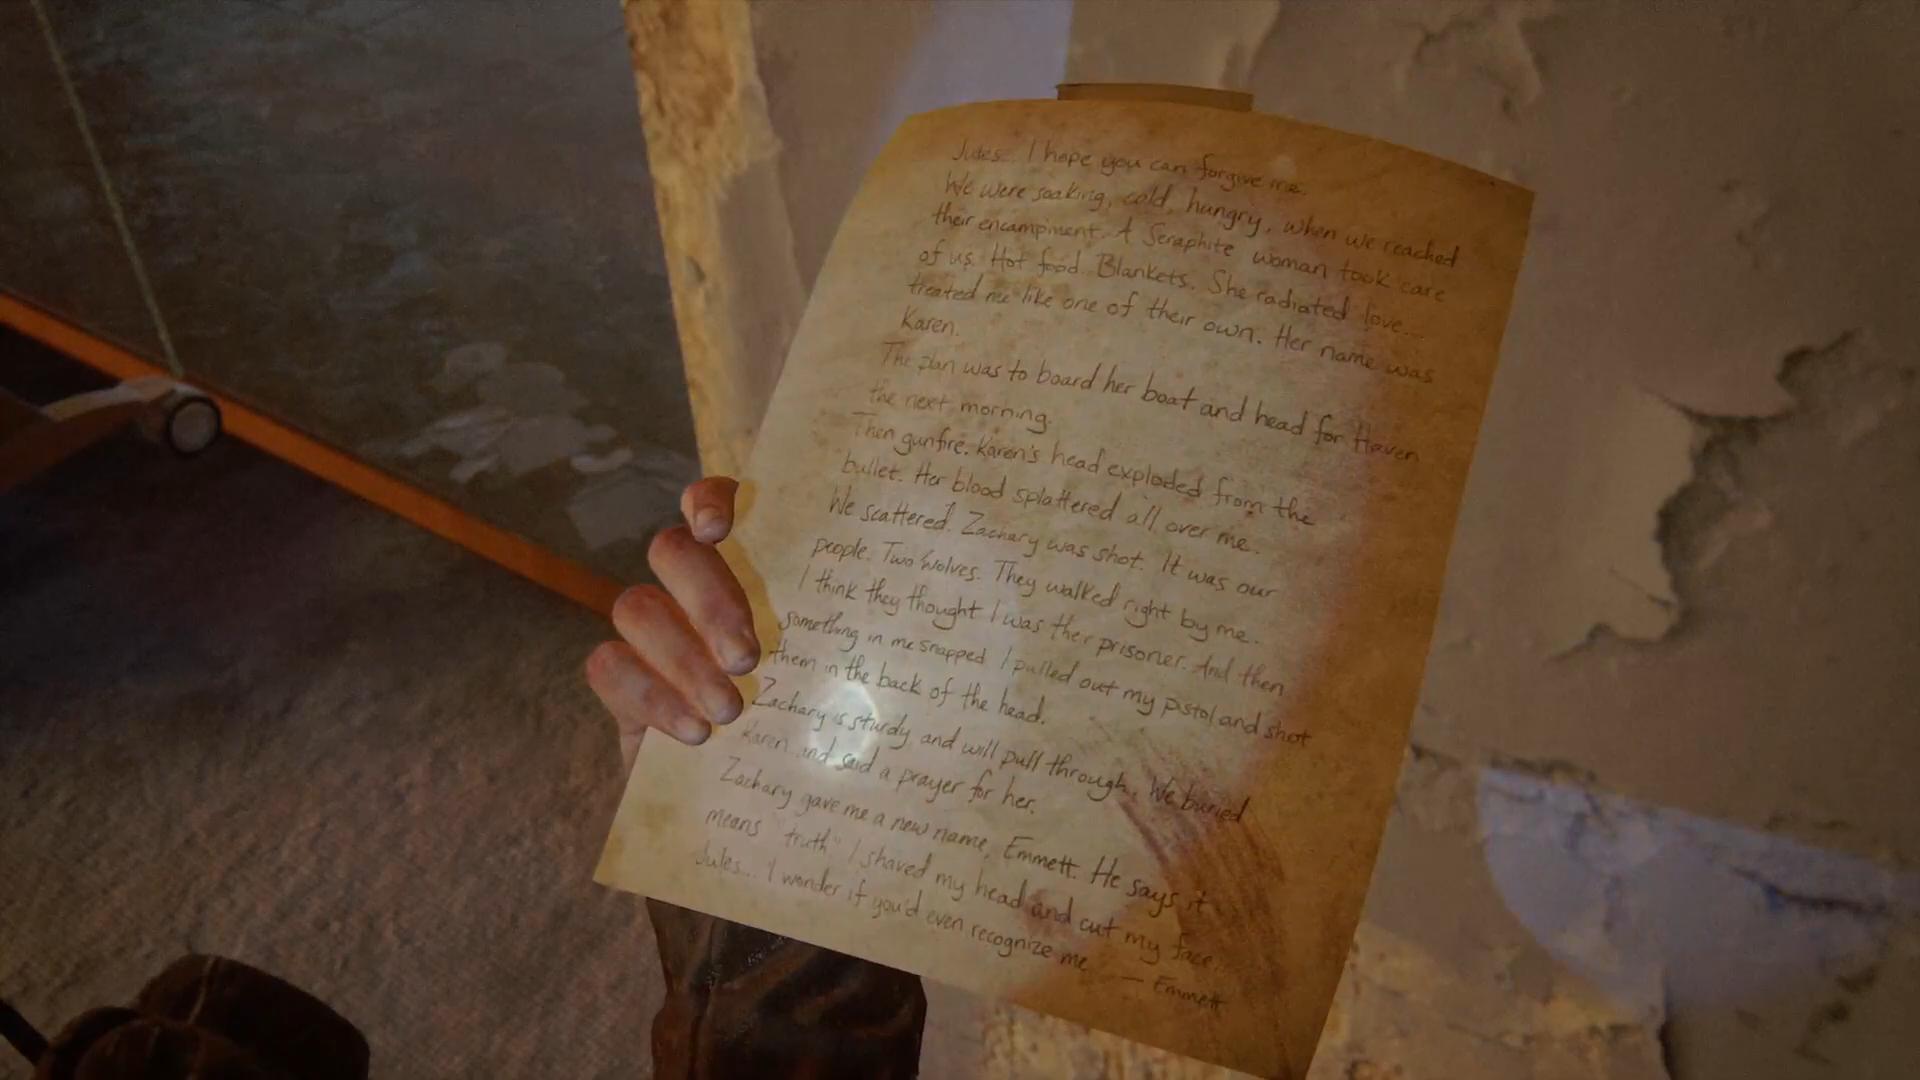 Jules... I hope you can forgive me.
We were soaking, cold, hungry, when we reached
their encampment. A Seraphite woman took care
of us. Hot food. Blankets. She radiated love...
treated me like one of their own. Her name was
Karen.
The plan was to board her boat and head for Haven
the next morning.
Then gunfire. Karen's head exploded from the
bullet. Her blood splattered all over me.
We scattered. Zachary was shot. It was our
people. Two Wolves. They walked right by me.
I think they thought I was ther prisoner. And then
something in me snapped I pulled out my pistol and shot
them in the back of the head.
Zachary is sturdy and will pull through. We buried
Karen and said a prayer for her.
Zachary gave me a new name, Emmett. He says it
means "truth" I shaved my head and cut my face.
Jules... I wonder if you'd even recognize me
— Emmett